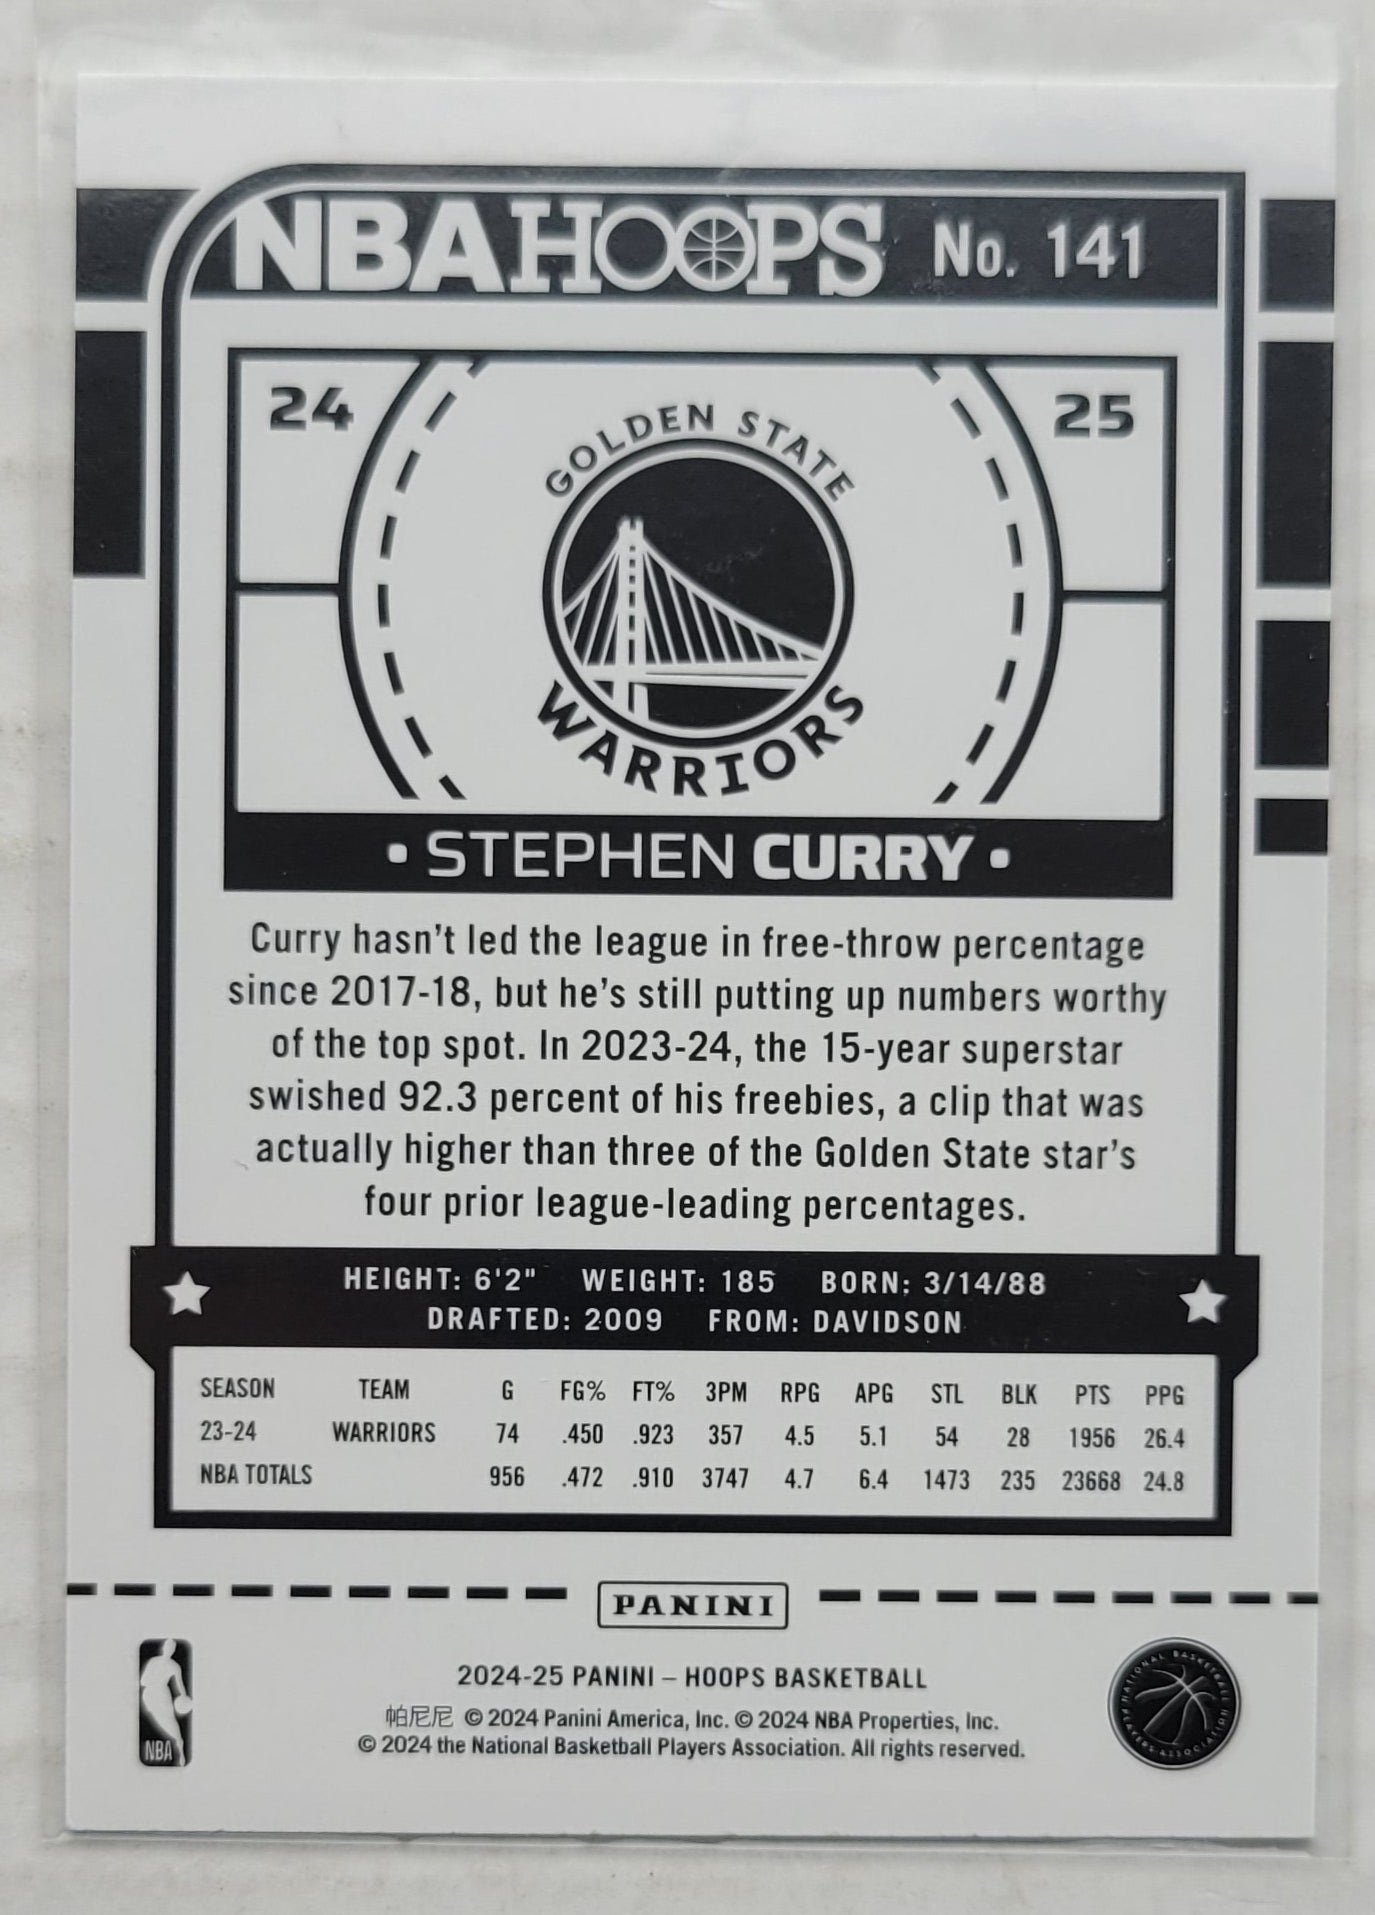 NBA HOOPS No. 141
24 25
GOLDEN STATE
WARRIORS
• STEPHEN CURRY •
Curry hasn't led the league in free-throw percentage
since 2017-18, but he's still putting up numbers worthy
of the top spot. In 2023-24, the 15-year superstar
swished 92.3 percent of his freebies, a clip that was
actually higher than three of the Golden State star's
four prior league-leading percentages.
HEIGHT: 6'2" WEIGHT: 185 BORN: 3/14/88
DRAFTED: 2009 FROM: DAVIDSON
SEASON TEAM G FG% FT% 3PM RPG APG STL BLK PTS PPG
23-24 WARRIORS 74 .450 .923 357 4.5 5.1 54 28 1956 26.4
NBA TOTALS 956 .472 .910 3747 4.7 6.4 1473 235 23668 24.8
PANINI
2024-25 PANINI – HOOPS BASKETBALL
帕尼尼 © 2024 Panini America, Inc. © 2024 NBA Properties, Inc.
© 2024 the National Basketball Players Association. All rights reserved.
NBA
NATIONAL BASKETBALL
PLAYERS ASSOCIATION